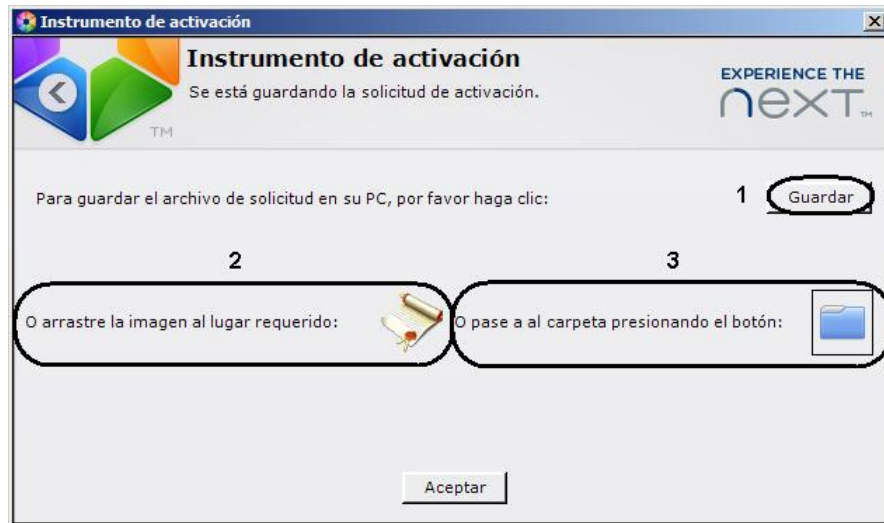 Instrumento de activación
Instrumento de activación
Se está guardando la solicitud de activación.
EXPERIENCE THE
next™
TM
Para guardar el archivo de solicitud en su PC, por favor haga clic:
1
Guardar
2
3
O arrastre la imagen al lugar requerido:
O pase a al carpeta presionando el botón:
Aceptar